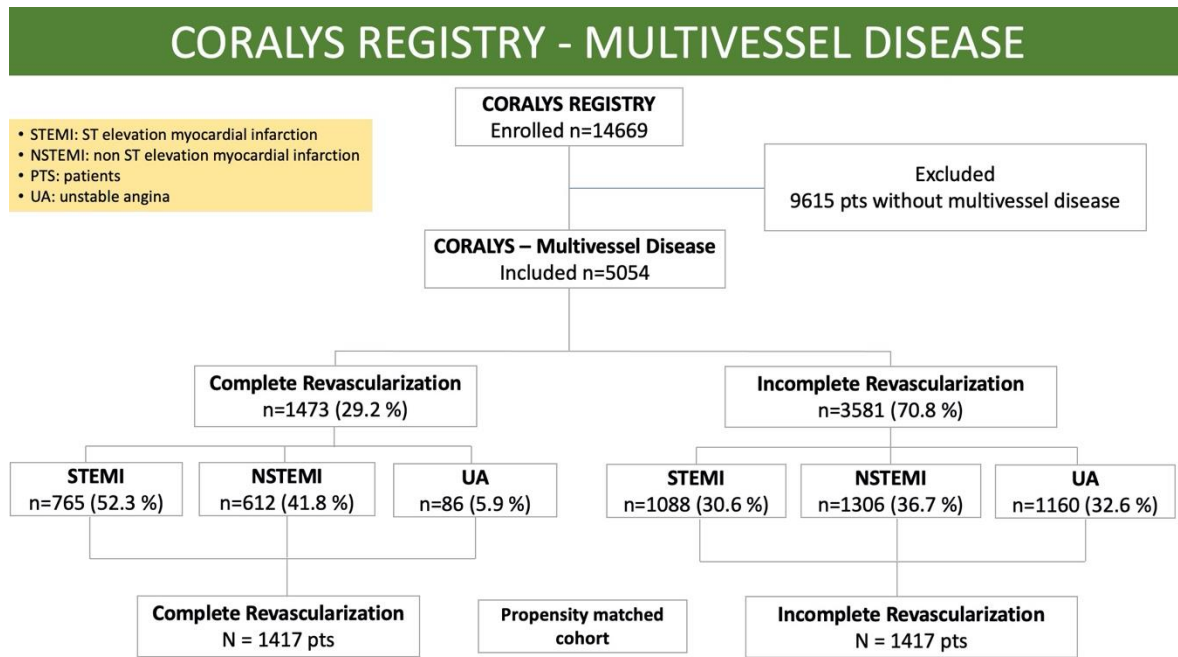 CORALYS REGISTRY - MULTIVESSEL DISEASE
• STEMI: ST elevation myocardial infarction
• NSTEMI: non ST elevation myocardial infarction
• PTS: patients
• UA: unstable angina
CORALYS REGISTRY
Enrolled n=14669
Excluded
9615 pts without multivessel disease
CORALYS – Multivessel Disease
Included n=5054
Complete Revascularization
n=1473 (29.2 %)
Incomplete Revascularization
n=3581 (70.8 %)
STEMI
n=765 (52.3 %)
NSTEMI
n=612 (41.8 %)
UA
n=86 (5.9 %)
STEMI
n=1088 (30.6 %)
NSTEMI
n=1306 (36.7 %)
UA
n=1160 (32.6 %)
Complete Revascularization
N = 1417 pts
Propensity matched
cohort
Incomplete Revascularization
N = 1417 pts